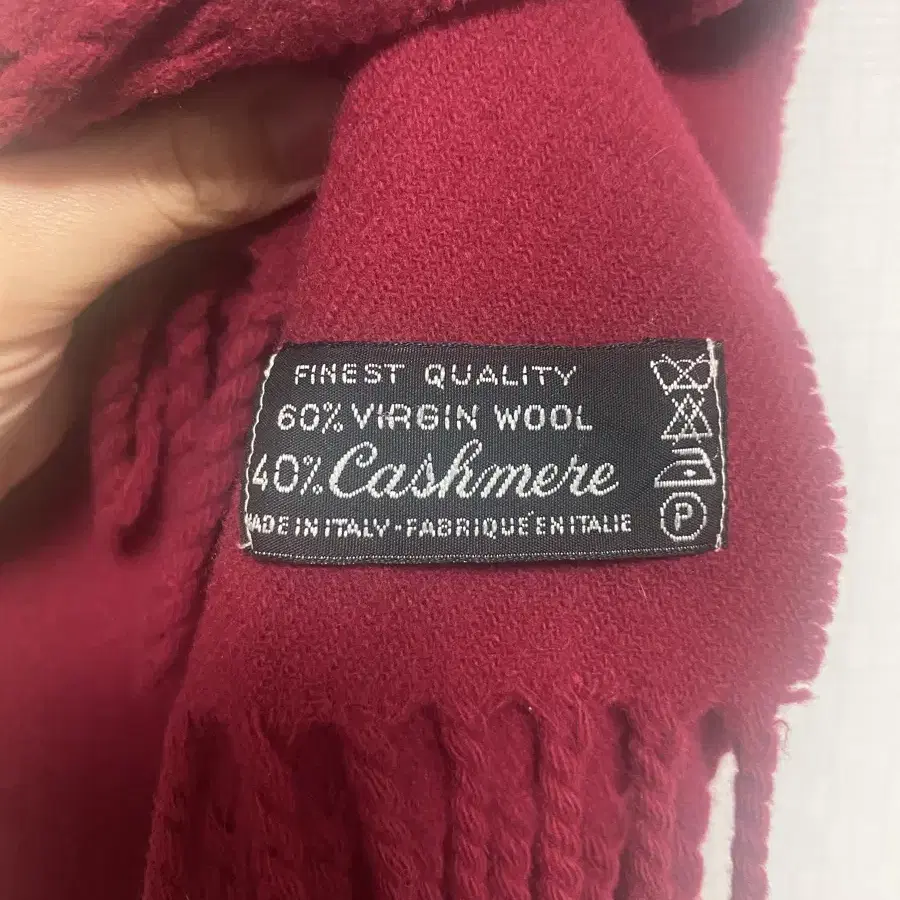 FINEST QUALITY
60% VIRGIN WOOL
40% Cashmere
MADE IN ITALY - FABRIQUÉ EN ITALIE
P